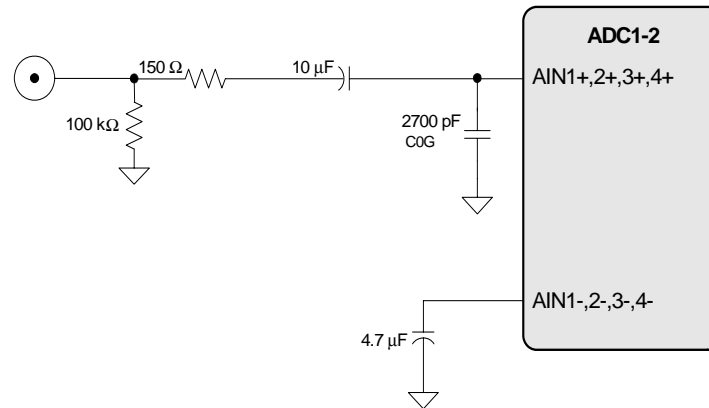 ADC1-2
150 Ω
10 μF
AIN1+,2+,3+,4+
100 kΩ
2700 pF
C0G
AIN1-,2-,3-,4-
4.7 μF